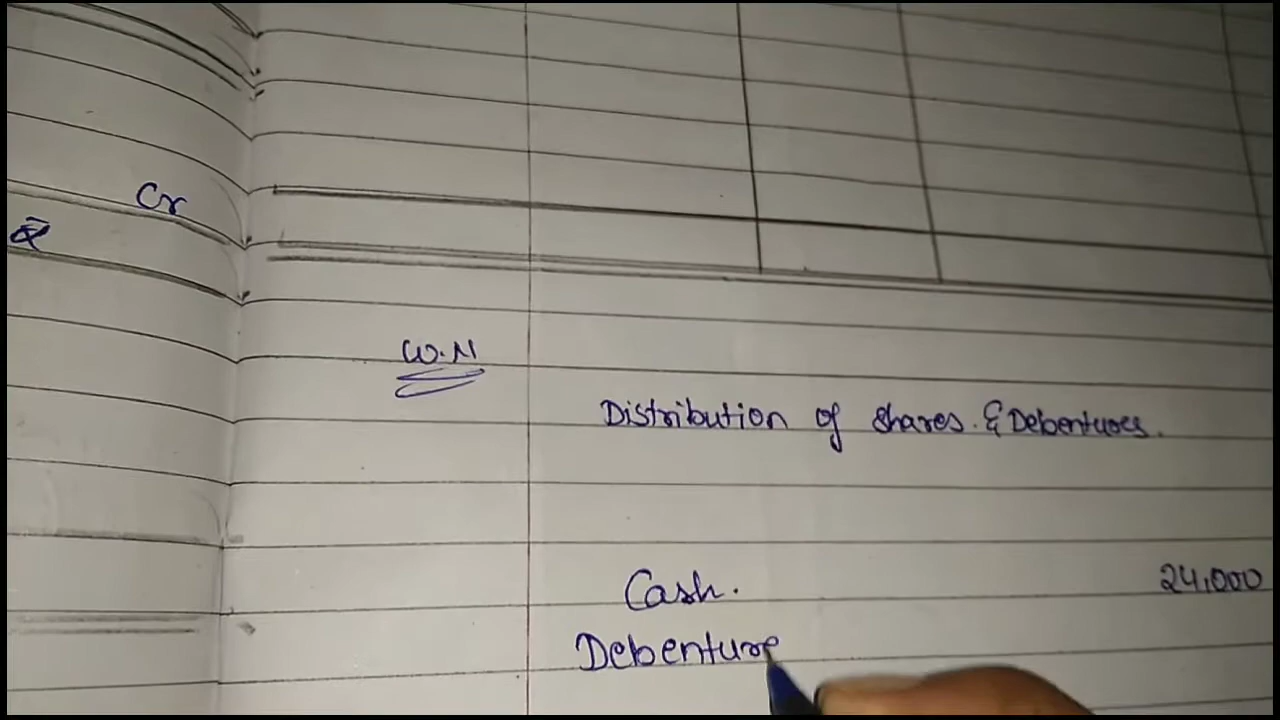 Cr
₹
W.N
Distribution of shares. & Debentures.
Cash. 24,000
Debenture